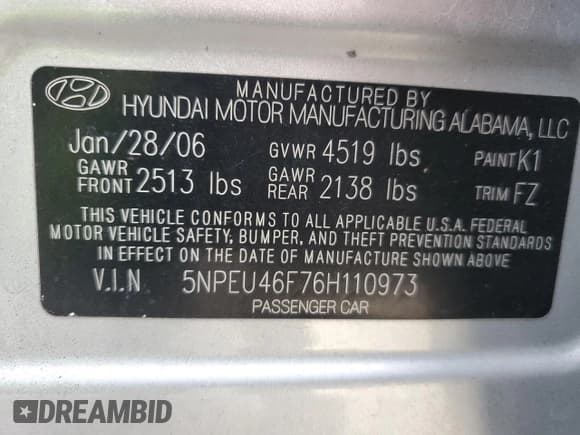 MANUFACTURED BY
HYUNDAI MOTOR MANUFACTURING ALABAMA, LLC
Jan/28/06 GVWR 4519 lbs PAINT K1
GAWR FRONT 2513 lbs GAWR REAR 2138 lbs TRIM FZ
THIS VEHICLE CONFORMS TO ALL APPLICABLE U.S.A. FEDERAL
MOTOR VEHICLE SAFETY, BUMPER, AND THEFT PREVENTION STANDARDS
IN EFFECT ON THE DATE OF MANUFACTURE SHOWN ABOVE
V.I.N 5NPEU46F76H110973
PASSENGER CAR
DREAMBID